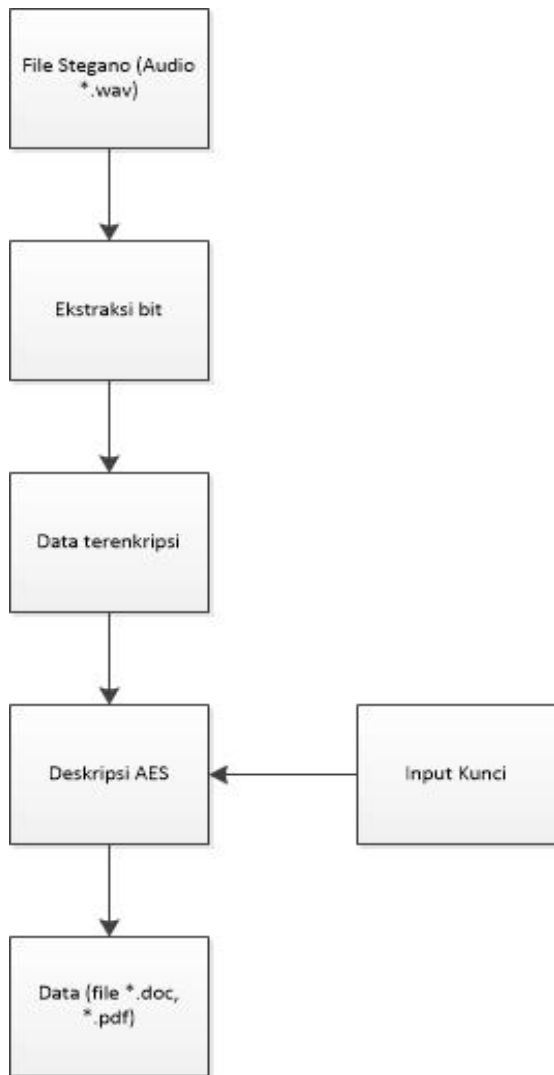 File Stegano (Audio
*.wav)
Ekstraksi bit
Data terenkripsi
Deskripsi AES
Input Kunci
Data (file *.doc,
*.pdf)